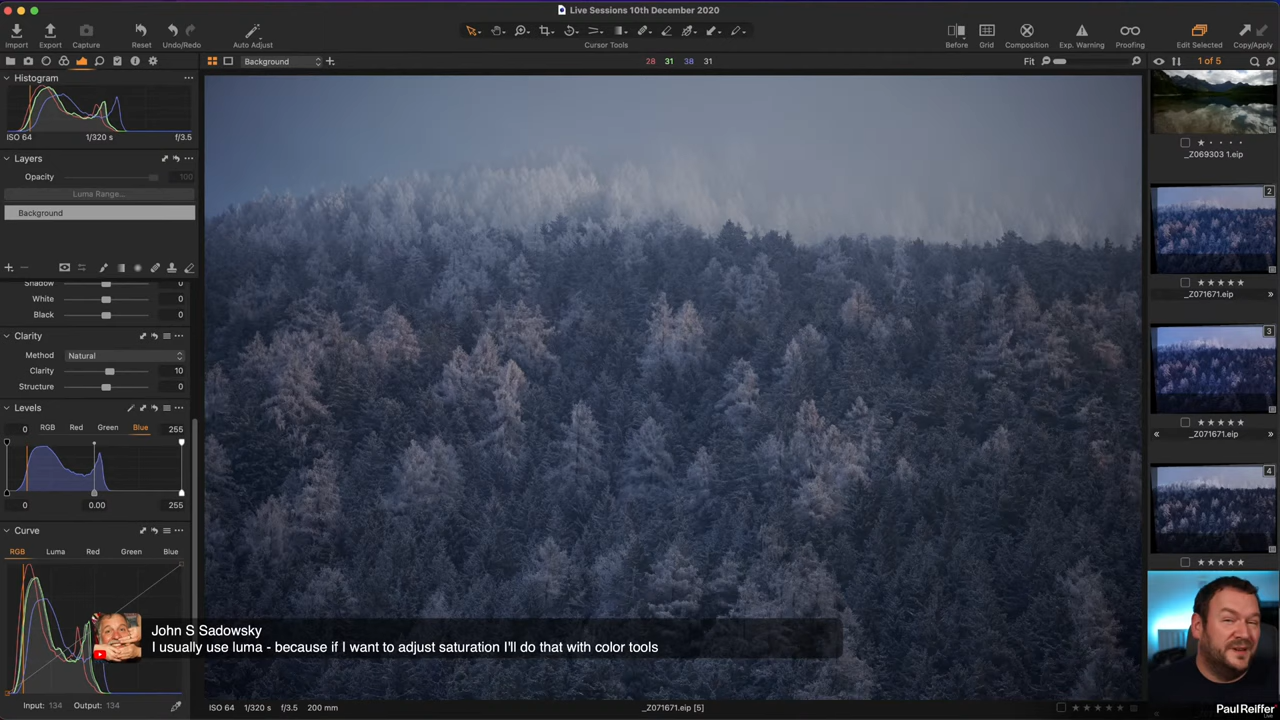 Live Sessions 10th December 2020
Import
Export
Capture
Reset
Undo/Redo
Auto Adjust
Cursor Tools
Before
Grid
Composition
Exp. Warning
Proofing
Edit Selected
Copy/Apply
Background
28 31 38 31
Fit
1 of 5
Histogram
ISO 64 1/320 s f/3.5
Layers
Opacity 100
Luma Range...
Background
Shadow 0
White 0
Black 0
Clarity
Method Natural
Clarity 10
Structure 0
Levels
0 RGB Red Green Blue 255
0 0.00 255
Curve
RGB Luma Red Green Blue
Input: 134 Output: 134
John S Sadowsky
I usually use luma - because if I want to adjust saturation I'll do that with color tools
ISO 64 1/320 s f/3.5 200 mm
_Z071671.eip [5]
_Z069303 1.eip
2
_Z071671.eip
3
_Z071671.eip
4
PaulReiffer
Live